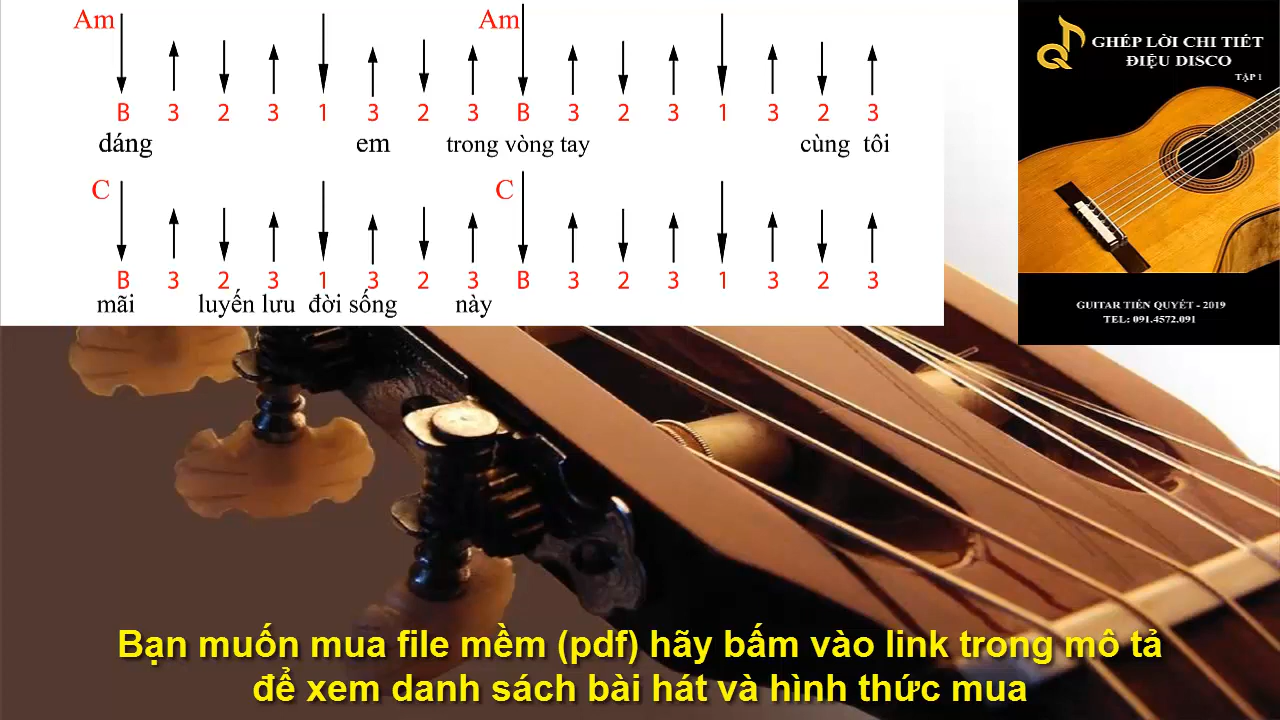 Am Am
B 3 2 3 1 3 2 3 B 3 2 3 1 3 2 3
dáng em trong vòng tay cùng tôi
C C
B 3 2 3 1 3 2 3 B 3 2 3 1 3 2 3
mãi luyến lưu đời sống này
GHÉP LỜI CHI TIẾT
ĐIỆU DISCO
TẬP 1
GUITAR TIẾN QUYẾT - 2019
TEL: 091.4572.091
Bạn muốn mua file mềm (pdf) hãy bấm vào link trong mô tả
để xem danh sách bài hát và hình thức mua